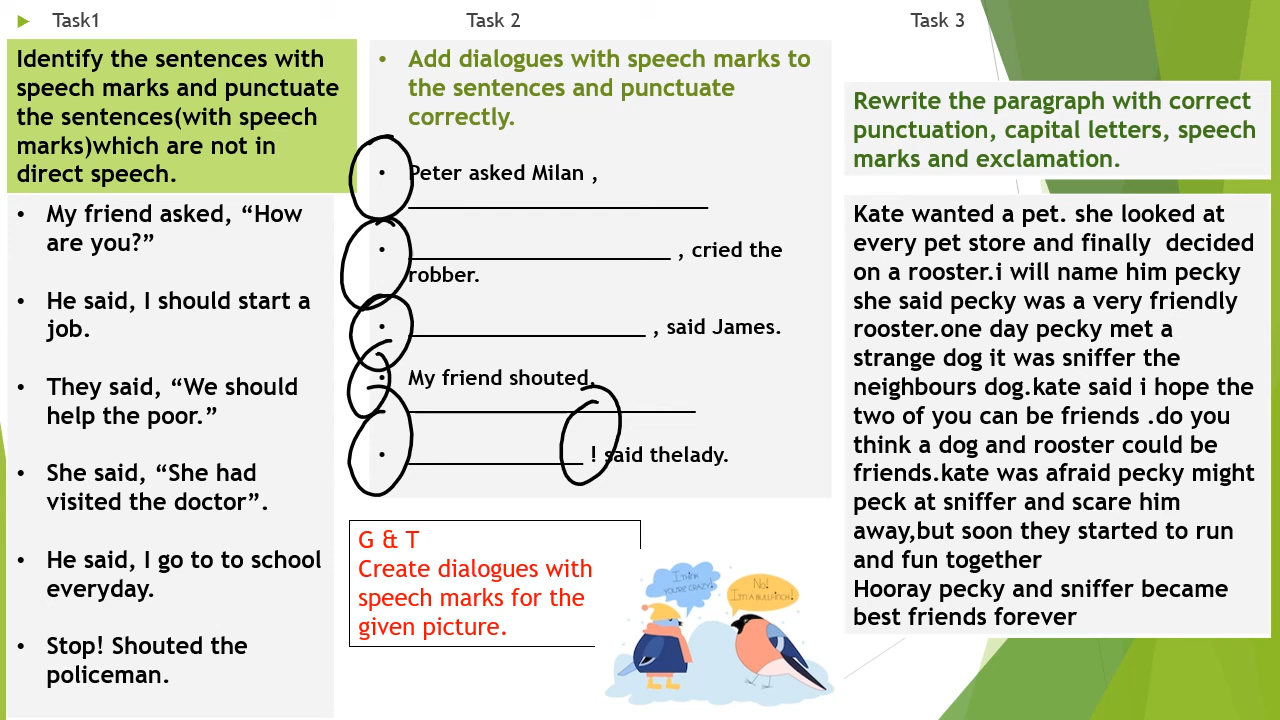 Task1
Identify the sentences with
speech marks and punctuate
the sentences(with speech
marks)which are not in
direct speech.
• My friend asked, “How
are you?”
• He said, I should start a
job.
• They said, “We should
help the poor.”
• She said, “She had
visited the doctor”.
• He said, I go to to school
everyday.
• Stop! Shouted the
policeman.
Task 2
• Add dialogues with speech marks to
the sentences and punctuate
correctly.
• Peter asked Milan ,
• , cried the
robber.
• , said James.
• My friend shouted,
• ! said thelady.
G & T
Create dialogues with
speech marks for the
given picture.
I THINK
YOU'RE CRAZY!
NO!
I'M A BULLFINCH!
Task 3
Rewrite the paragraph with correct
punctuation, capital letters, speech
marks and exclamation.
Kate wanted a pet. she looked at
every pet store and finally decided
on a rooster.i will name him pecky
she said pecky was a very friendly
rooster.one day pecky met a
strange dog it was sniffer the
neighbours dog.kate said i hope the
two of you can be friends .do you
think a dog and rooster could be
friends.kate was afraid pecky might
peck at sniffer and scare him
away,but soon they started to run
and fun together
Hooray pecky and sniffer became
best friends forever